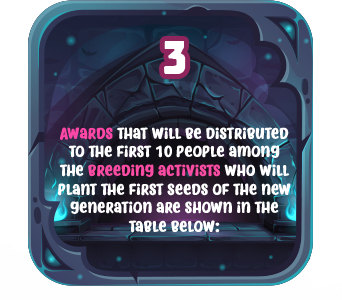 3
AWARDS THAT WILL BE DISTRIBUTED
TO THE FIRST 10 PEOPLE AMONG
THE BREEDING ACTIVISTS WHO WILL
PLANT THE FIRST SEEDS OF THE NEW
GENERATION ARE SHOWN IN THE
TABLE BELOW: